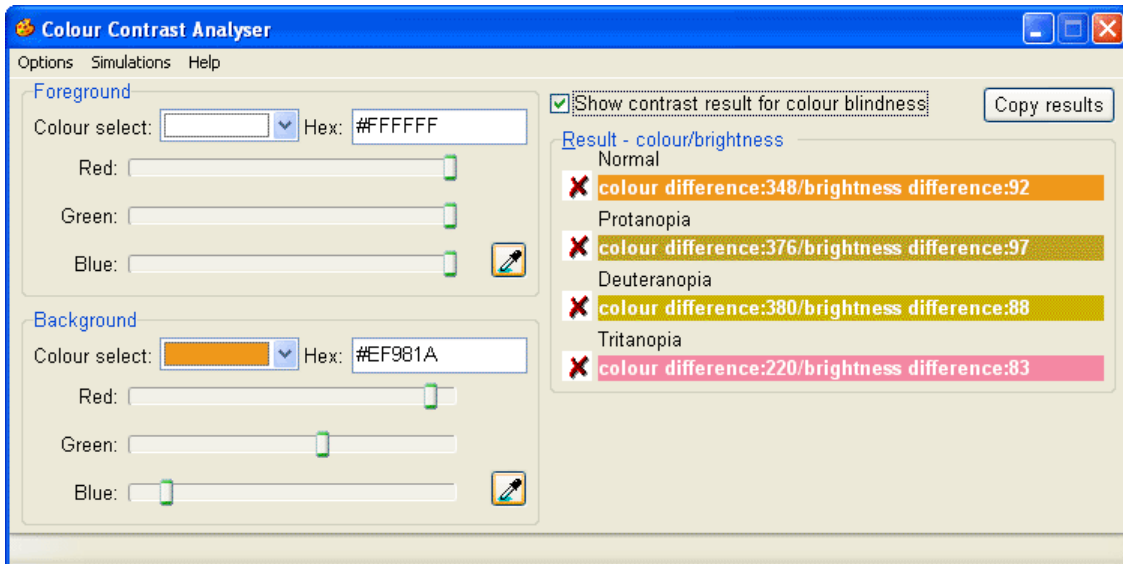 Colour Contrast Analyser
Options Simulations Help
Foreground
Colour select: Hex: #FFFFFF
Red:
Green:
Blue:
Background
Colour select: Hex: #EF981A
Red:
Green:
Blue:
Show contrast result for colour blindness
Copy results
Result - colour/brightness
Normal
colour difference:348/brightness difference:92
Protanopia
colour difference:376/brightness difference:97
Deuteranopia
colour difference:380/brightness difference:88
Tritanopia
colour difference:220/brightness difference:83